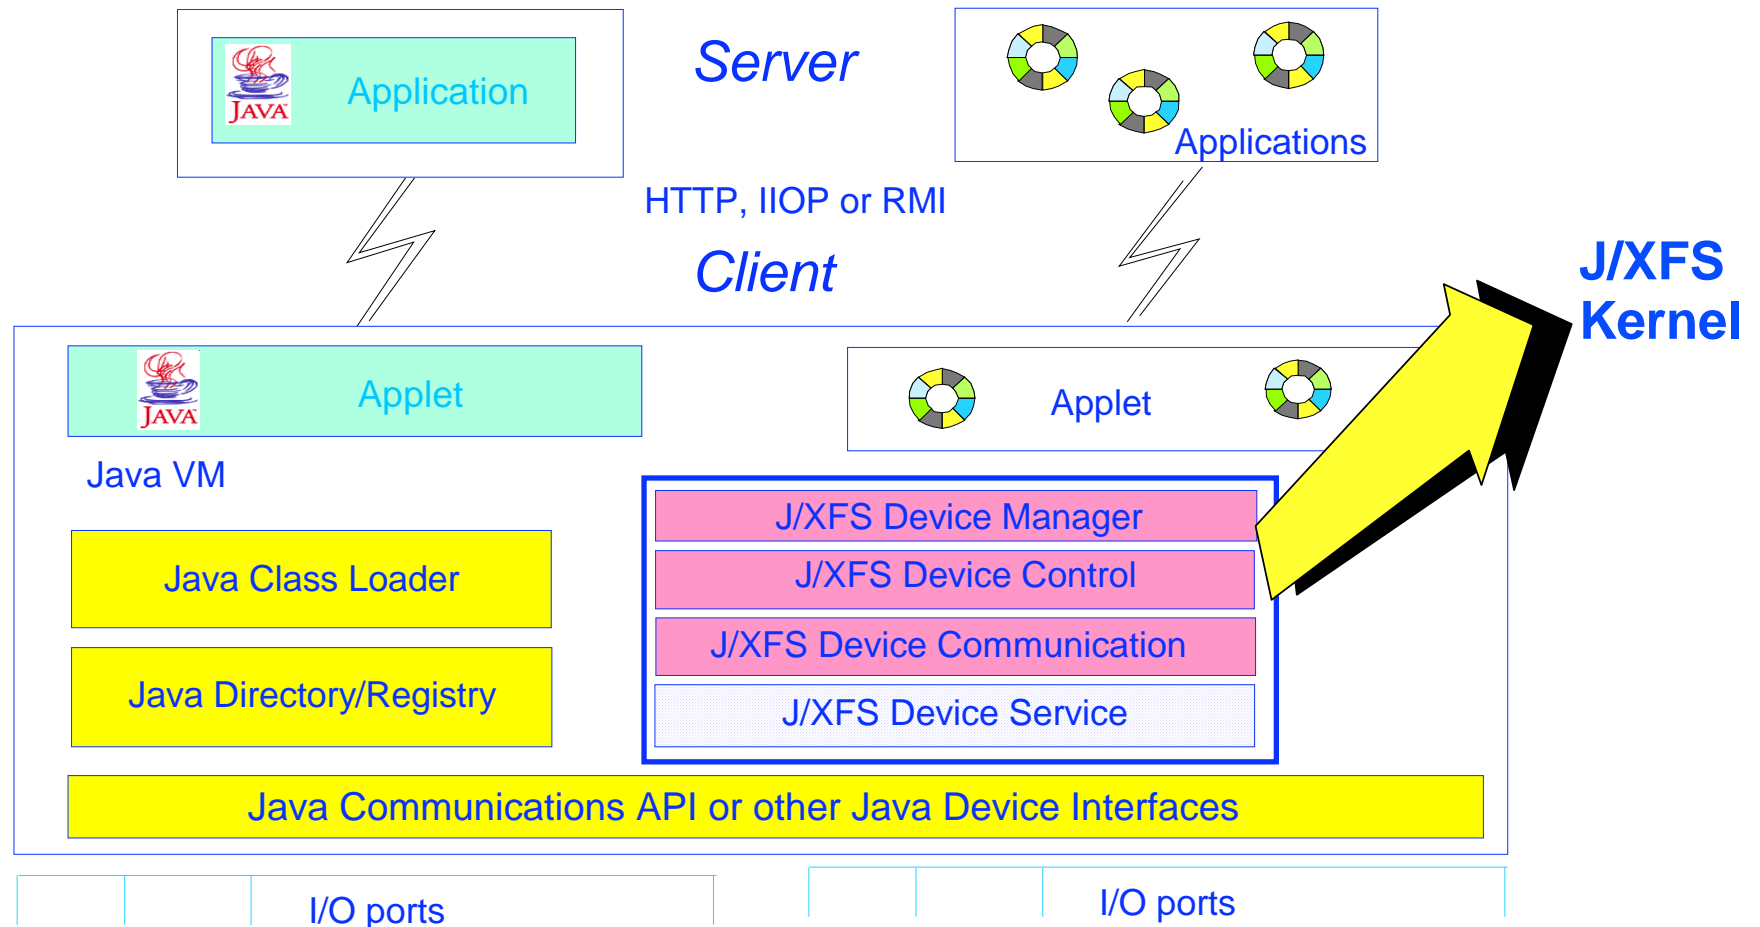 Server
JAVA
Application
Applications
HTTP, IIOP or RMI
Client
J/XFS
Kernel
JAVA
Applet
Applet
Java VM
J/XFS Device Manager
Java Class Loader
J/XFS Device Control
J/XFS Device Communication
Java Directory/Registry
J/XFS Device Service
Java Communications API or other Java Device Interfaces
I/O ports
I/O ports